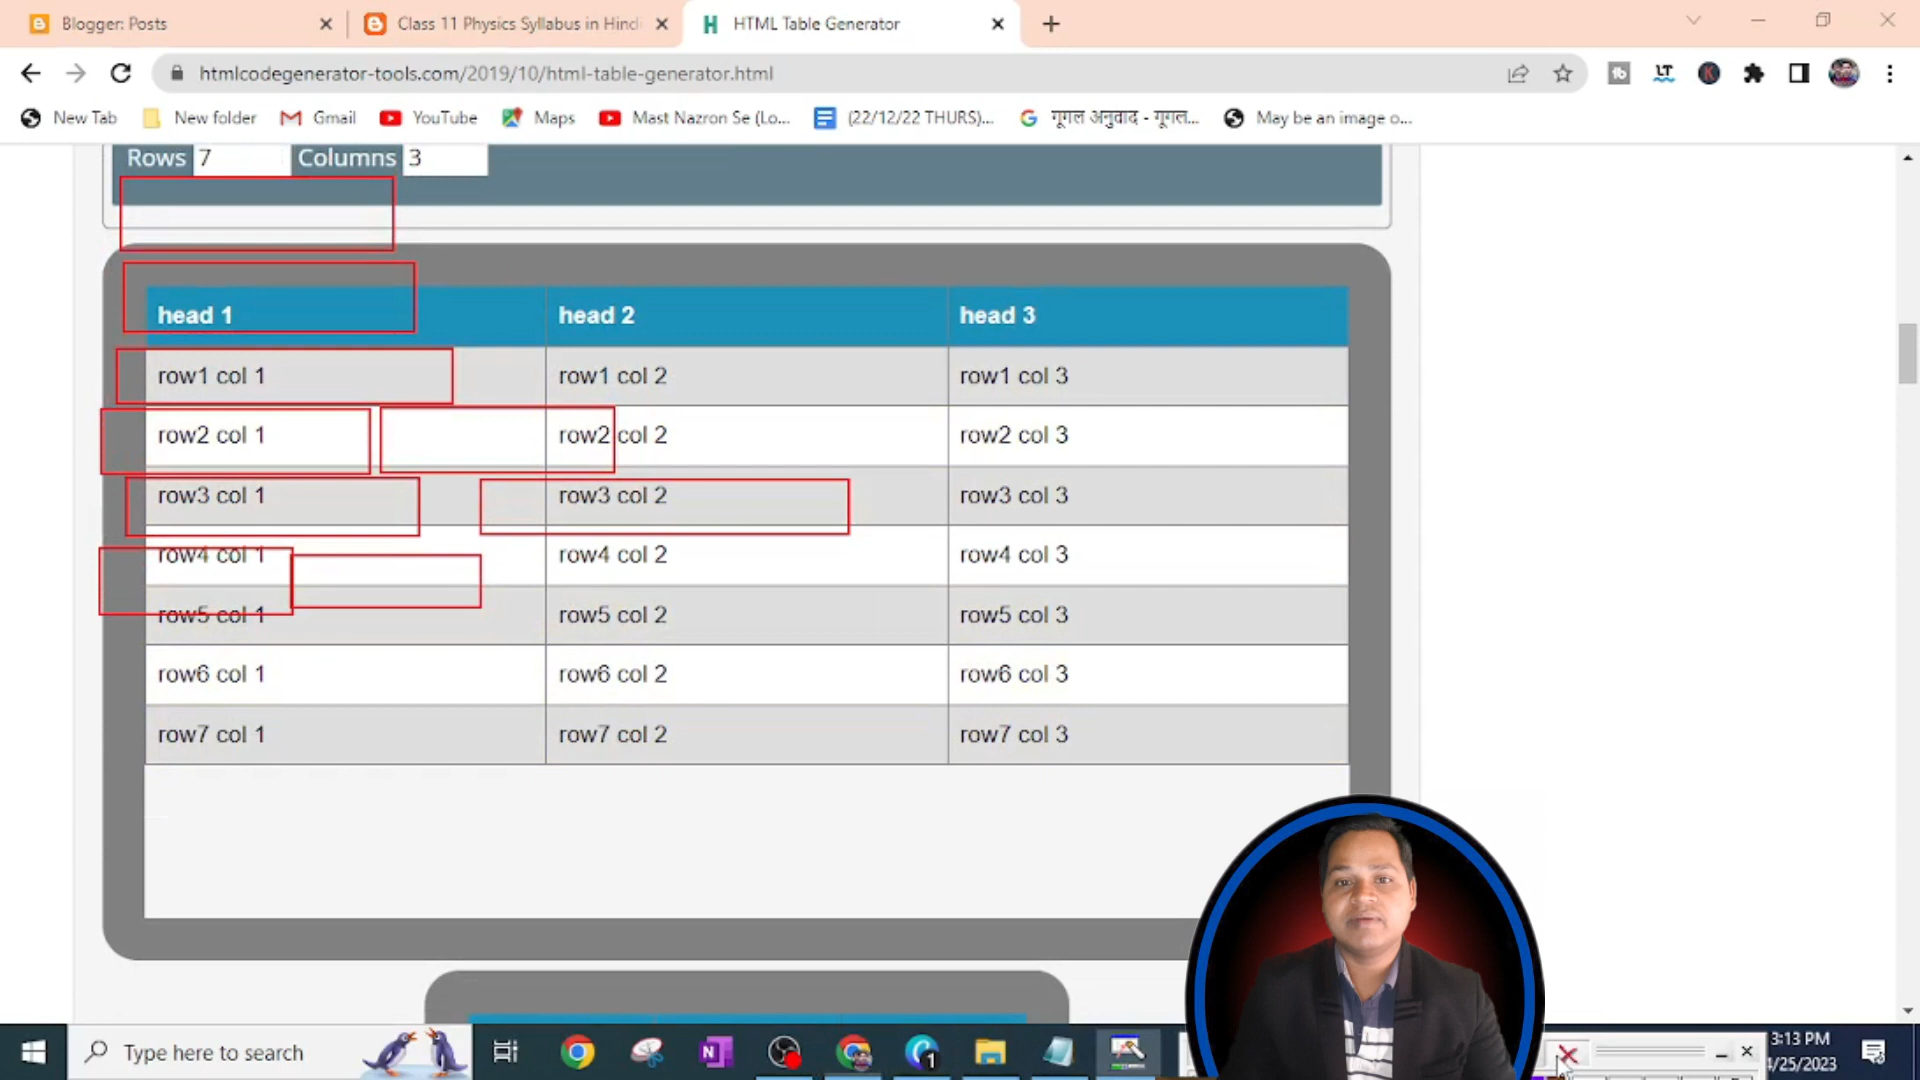 Blogger: Posts
Class 11 Physics Syllabus in Hindi
HTML Table Generator
htmlcodegenerator-tools.com/2019/10/html-table-generator.html
New Tab
New folder
Gmail
YouTube
Maps
Mast Nazron Se (Lo...
(22/12/22 THURS)...
गूगल अनुवाद - गूगल...
May be an image o...
Rows 7 Columns 3
head 1 head 2 head 3
row1 col 1 row1 col 2 row1 col 3
row2 col 1 row2 col 2 row2 col 3
row3 col 1 row3 col 2 row3 col 3
row4 col 1 row4 col 2 row4 col 3
row5 col 1 row5 col 2 row5 col 3
row6 col 1 row6 col 2 row6 col 3
row7 col 1 row7 col 2 row7 col 3
Type here to search
3:13 PM
4/25/2023